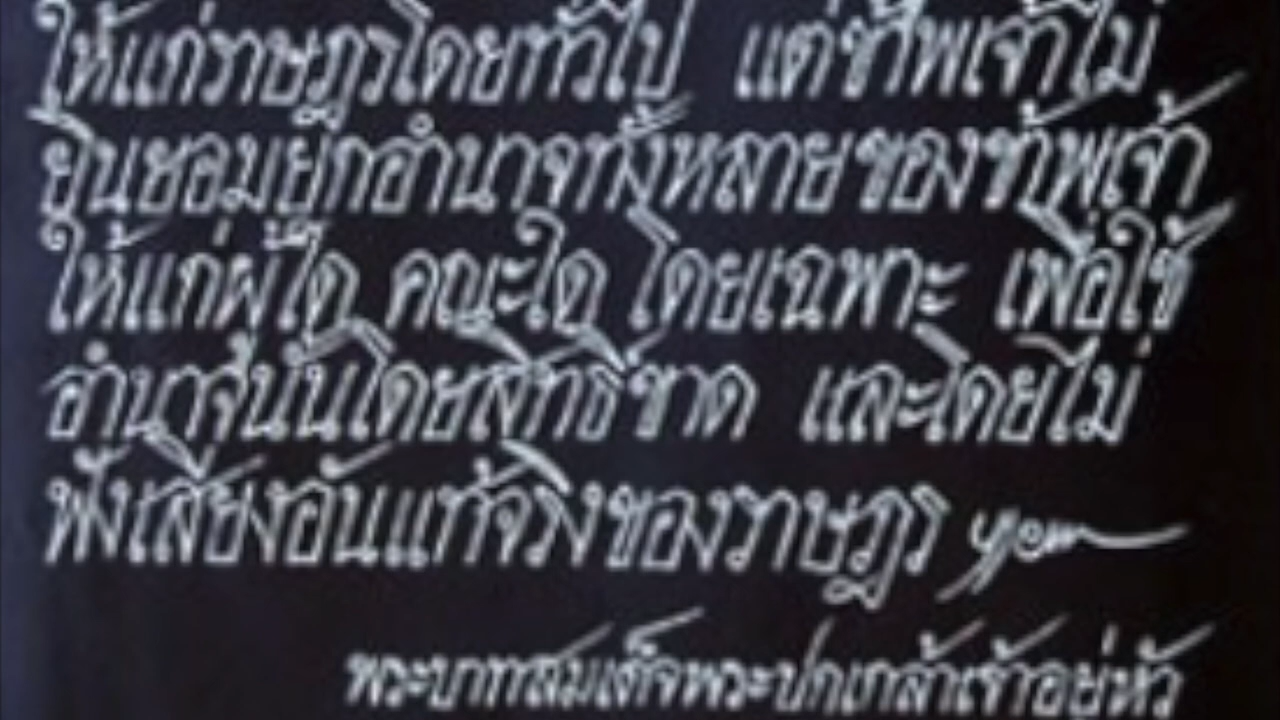 ให้แก่ราษฎรโดยทั่วไป แต่ข้าพเจ้าไม่
ยินยอมยกอำนาจทั้งหลายของข้าพเจ้า
ให้แก่ผู้ใด คณะใด โดยเฉพาะ เพื่อใช้
อำนาจนั้นโดยสิทธิ์ขาด และโดยไม่
ฟังเสียงอันแท้จริงของราษฎร
พระบาทสมเด็จพระปกเกล้าเจ้าอยู่หัว